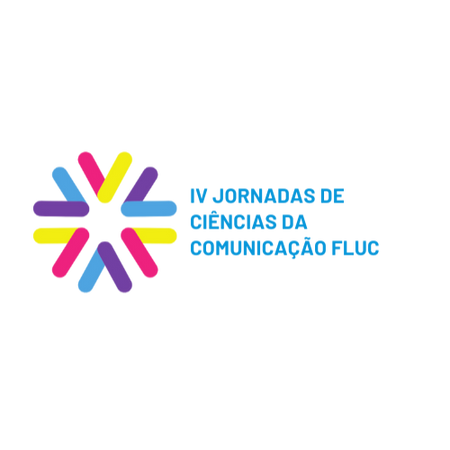 IV JORNADAS DE
CIÊNCIAS DA
COMUNICAÇÃO FLUC